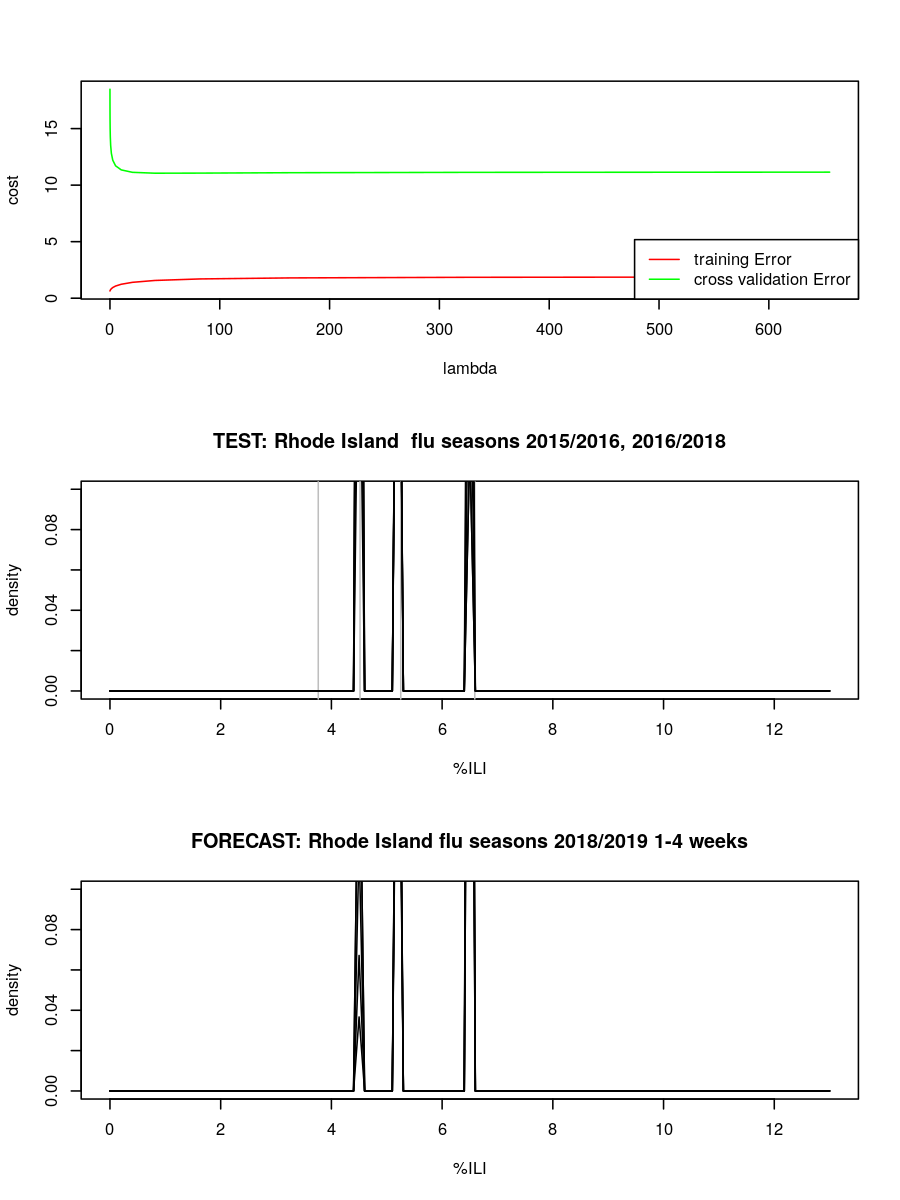 15
10
5
0
cost
training Error
cross validation Error
0 100 200 300 400 500 600
lambda
TEST: Rhode Island  flu seasons 2015/2016, 2016/2018
0.08
0.04
0.00
density
0 2 4 6 8 10 12
%ILI
FORECAST: Rhode Island flu seasons 2018/2019 1-4 weeks
0.08
0.04
0.00
density
0 2 4 6 8 10 12
%ILI